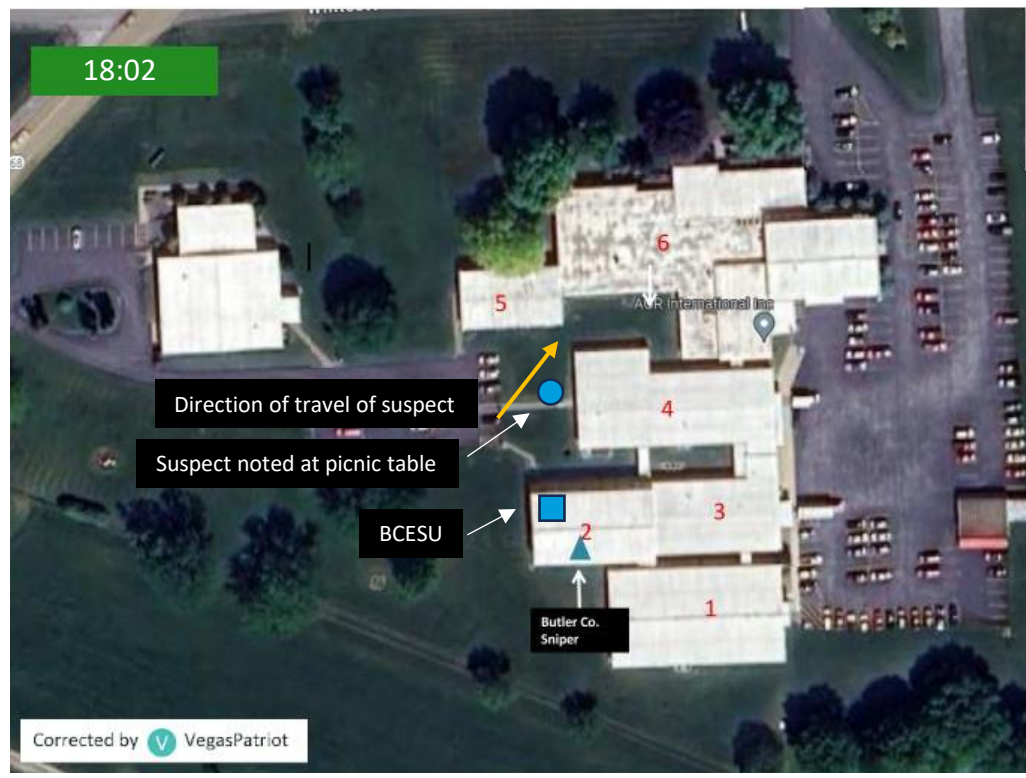 18:02
68
6
5
AGR International Inc
Direction of travel of suspect
4
Suspect noted at picnic table
3
BCESU
2
1
Butler Co.
Sniper
Corrected by V VegasPatriot